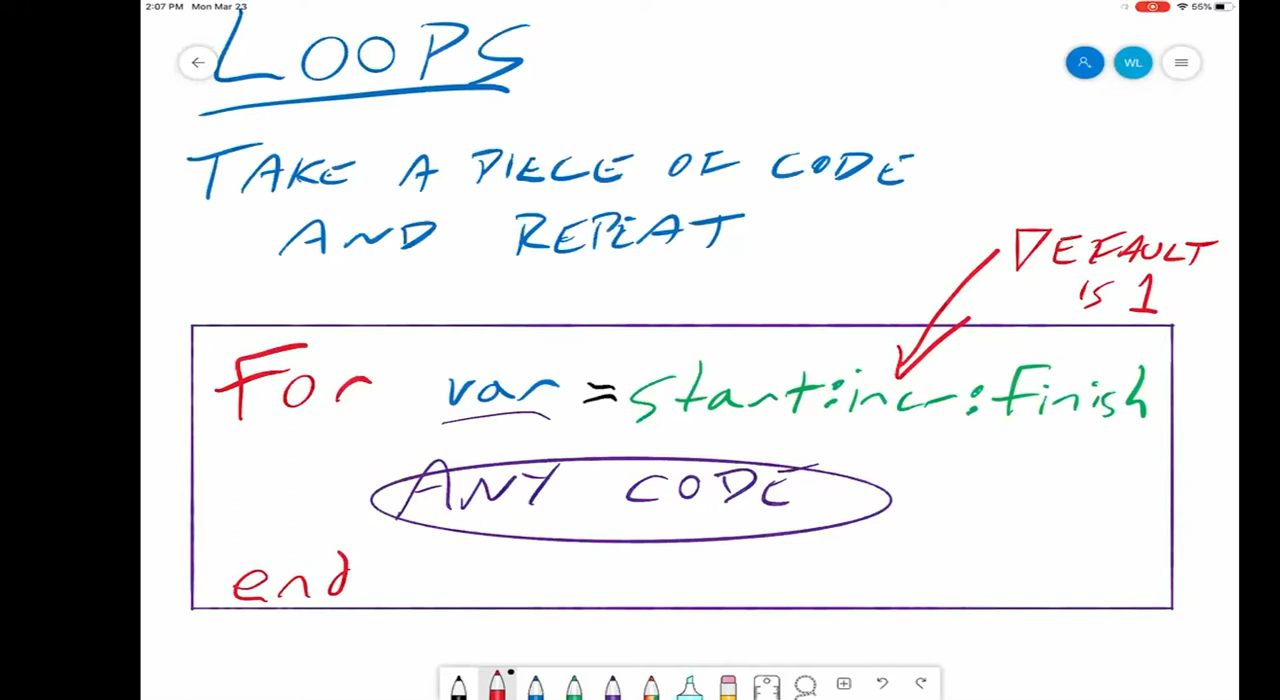 2:07 PM Mon Mar 23
55%
LOOPS
WL
TAKE A PIECE OF CODE
AND REPEAT
DEFAULT
is 1
For var = start:incr:finish
ANY CODE
end